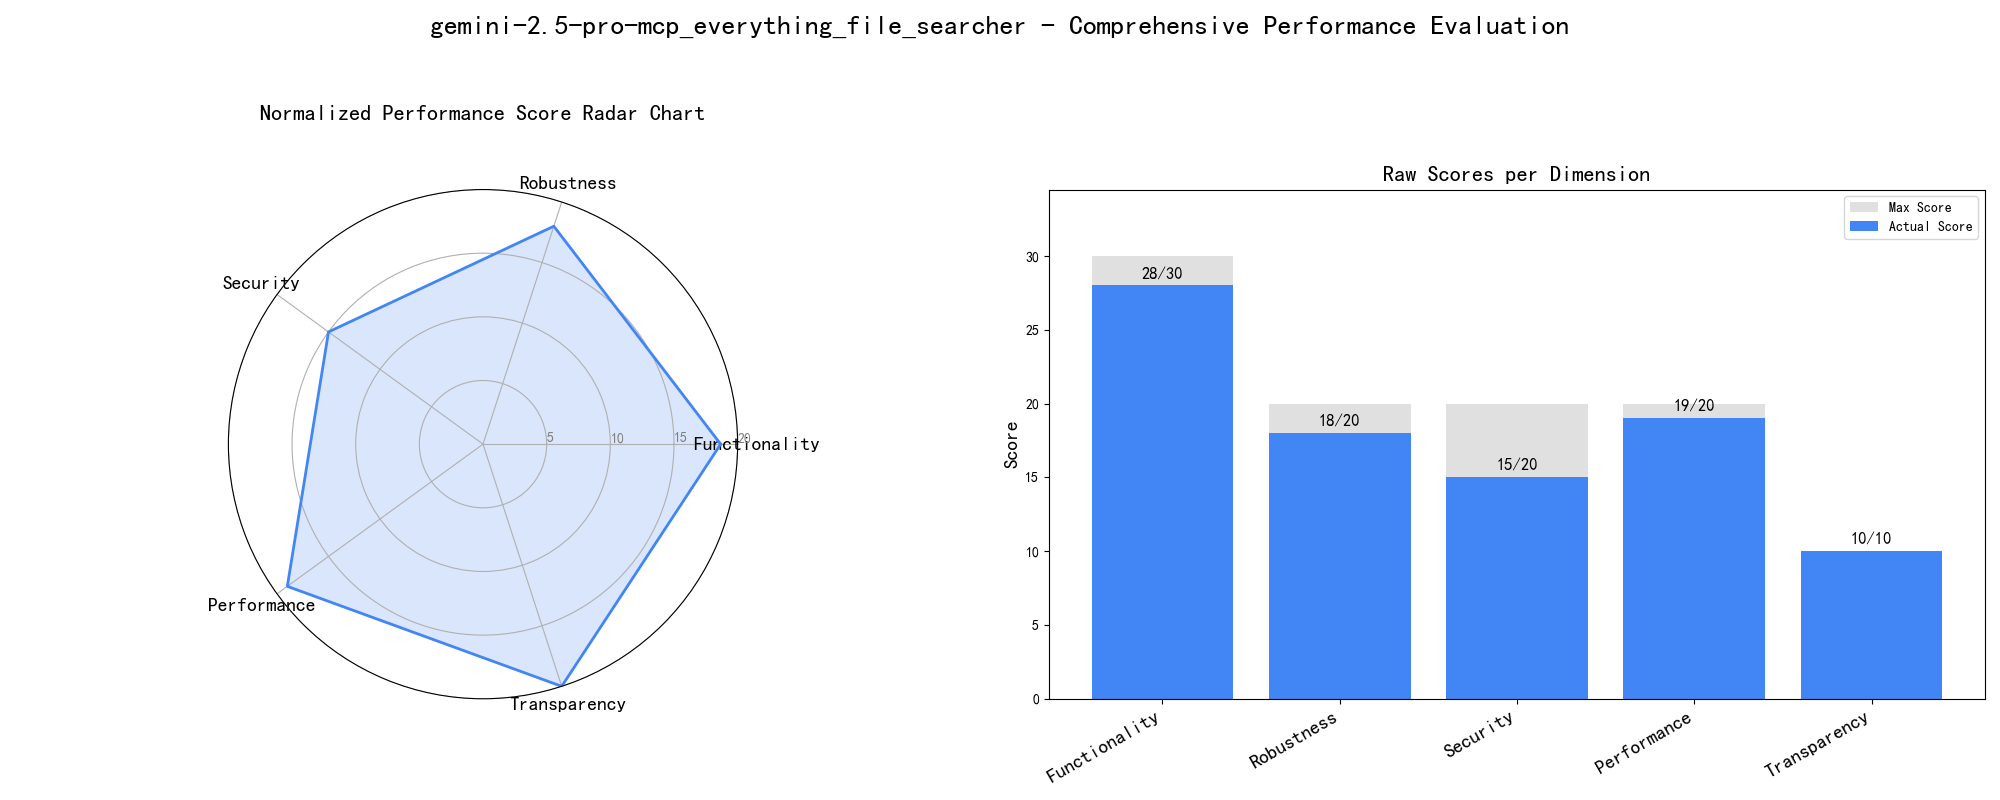 gemini-2.5-pro-mcp_everything_file_searcher - Comprehensive Performance Evaluation
Normalized Performance Score Radar Chart
Robustness
Security
5
10
15
20
Functionality
Performance
Transparency
Raw Scores per Dimension
Max Score
Actual Score
Score
30
25
20
15
10
5
0
28/30
18/20
15/20
19/20
10/10
Functionality
Robustness
Security
Performance
Transparency